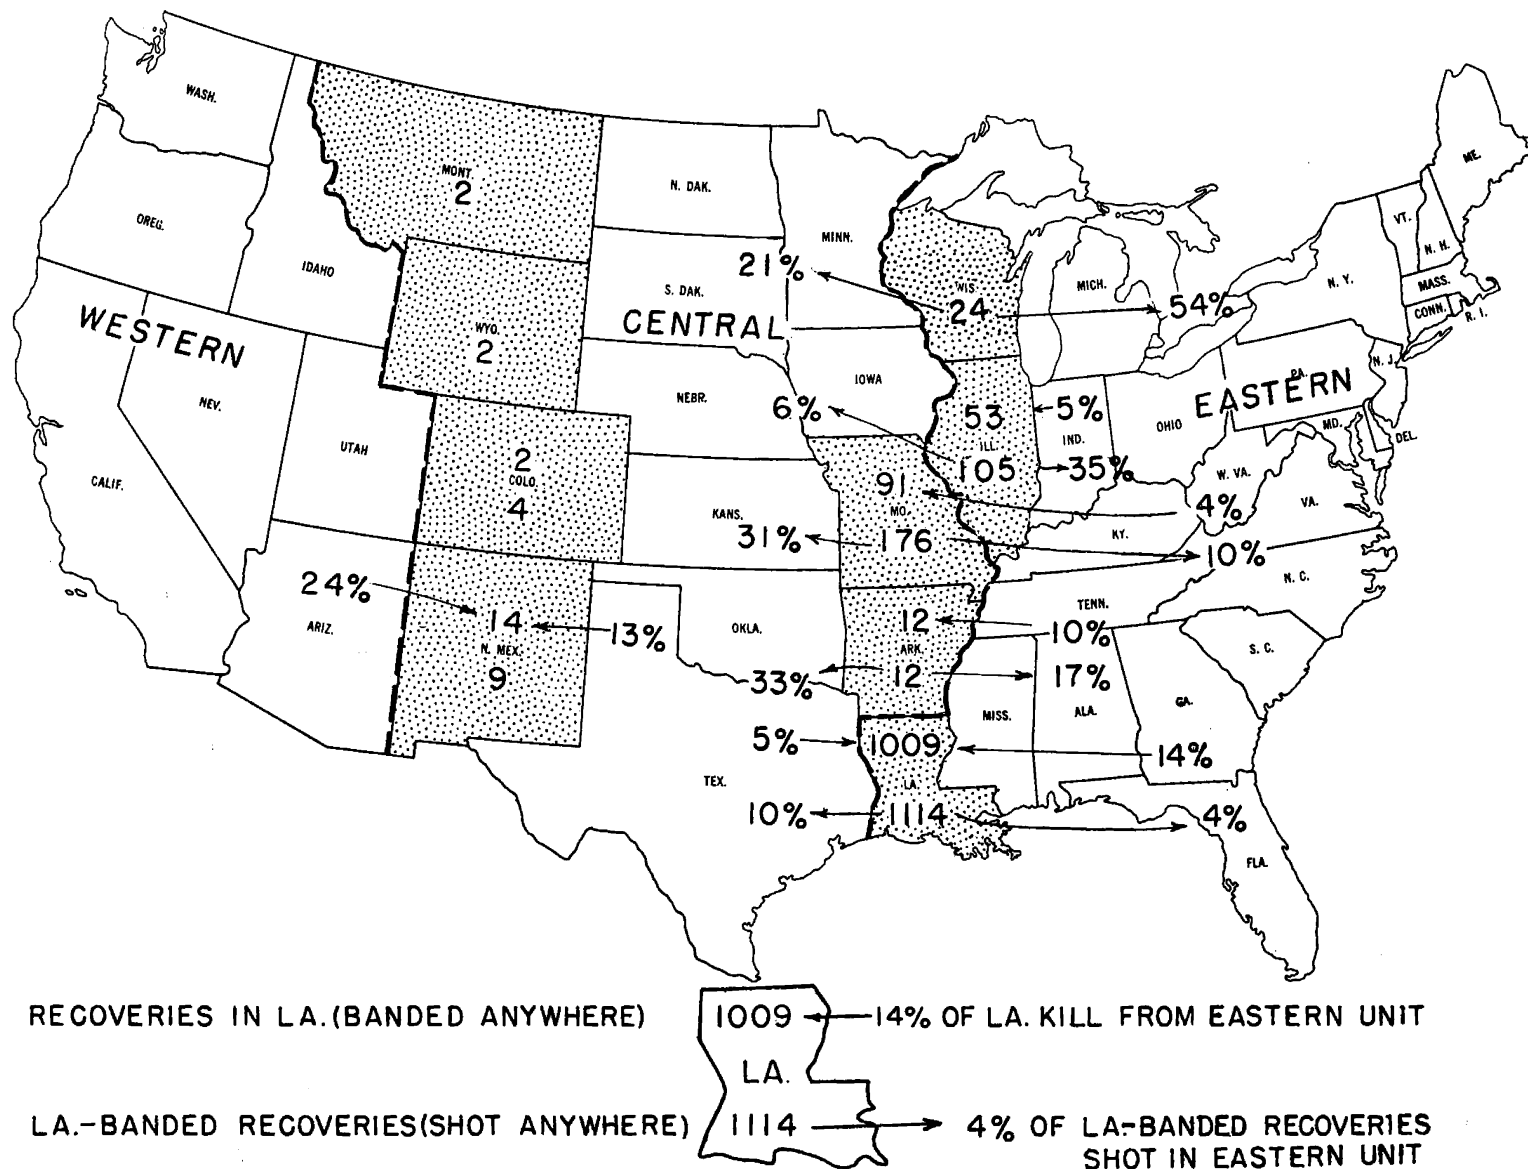 WASH.
MONT.
2
N. DAK.
MINN.
OREG.
IDAHO
21%
S. DAK.
WIS.
24
MICH.
54%
N. Y.
VT.
N. H.
ME.
MASS.
CONN.
R. I.
WESTERN
CENTRAL
WYO.
2
IOWA
N. J.
PA.
EASTERN
NEV.
NEBR.
6%
53
5%
IND.
OHIO
MD.
DEL.
UTAH
2
COLO.
4
ILL.
105
35%
W. VA.
CALIF.
91
MO.
176
KANS.
31%
4%
VA.
KY.
10%
24%
ARIZ.
14
13%
N. MEX.
9
OKLA.
12
ARK.
12
33%
TENN.
10%
N. C.
17%
S. C.
MISS.
ALA.
GA.
5%
1009
14%
TEX.
LA.
10%
1114
4%
FLA.
RECOVERIES IN LA. (BANDED ANYWHERE) 1009 14% OF LA. KILL FROM EASTERN UNIT
LA.
LA.-BANDED RECOVERIES (SHOT ANYWHERE) 1114 4% OF LA.-BANDED RECOVERIES
SHOT IN EASTERN UNIT